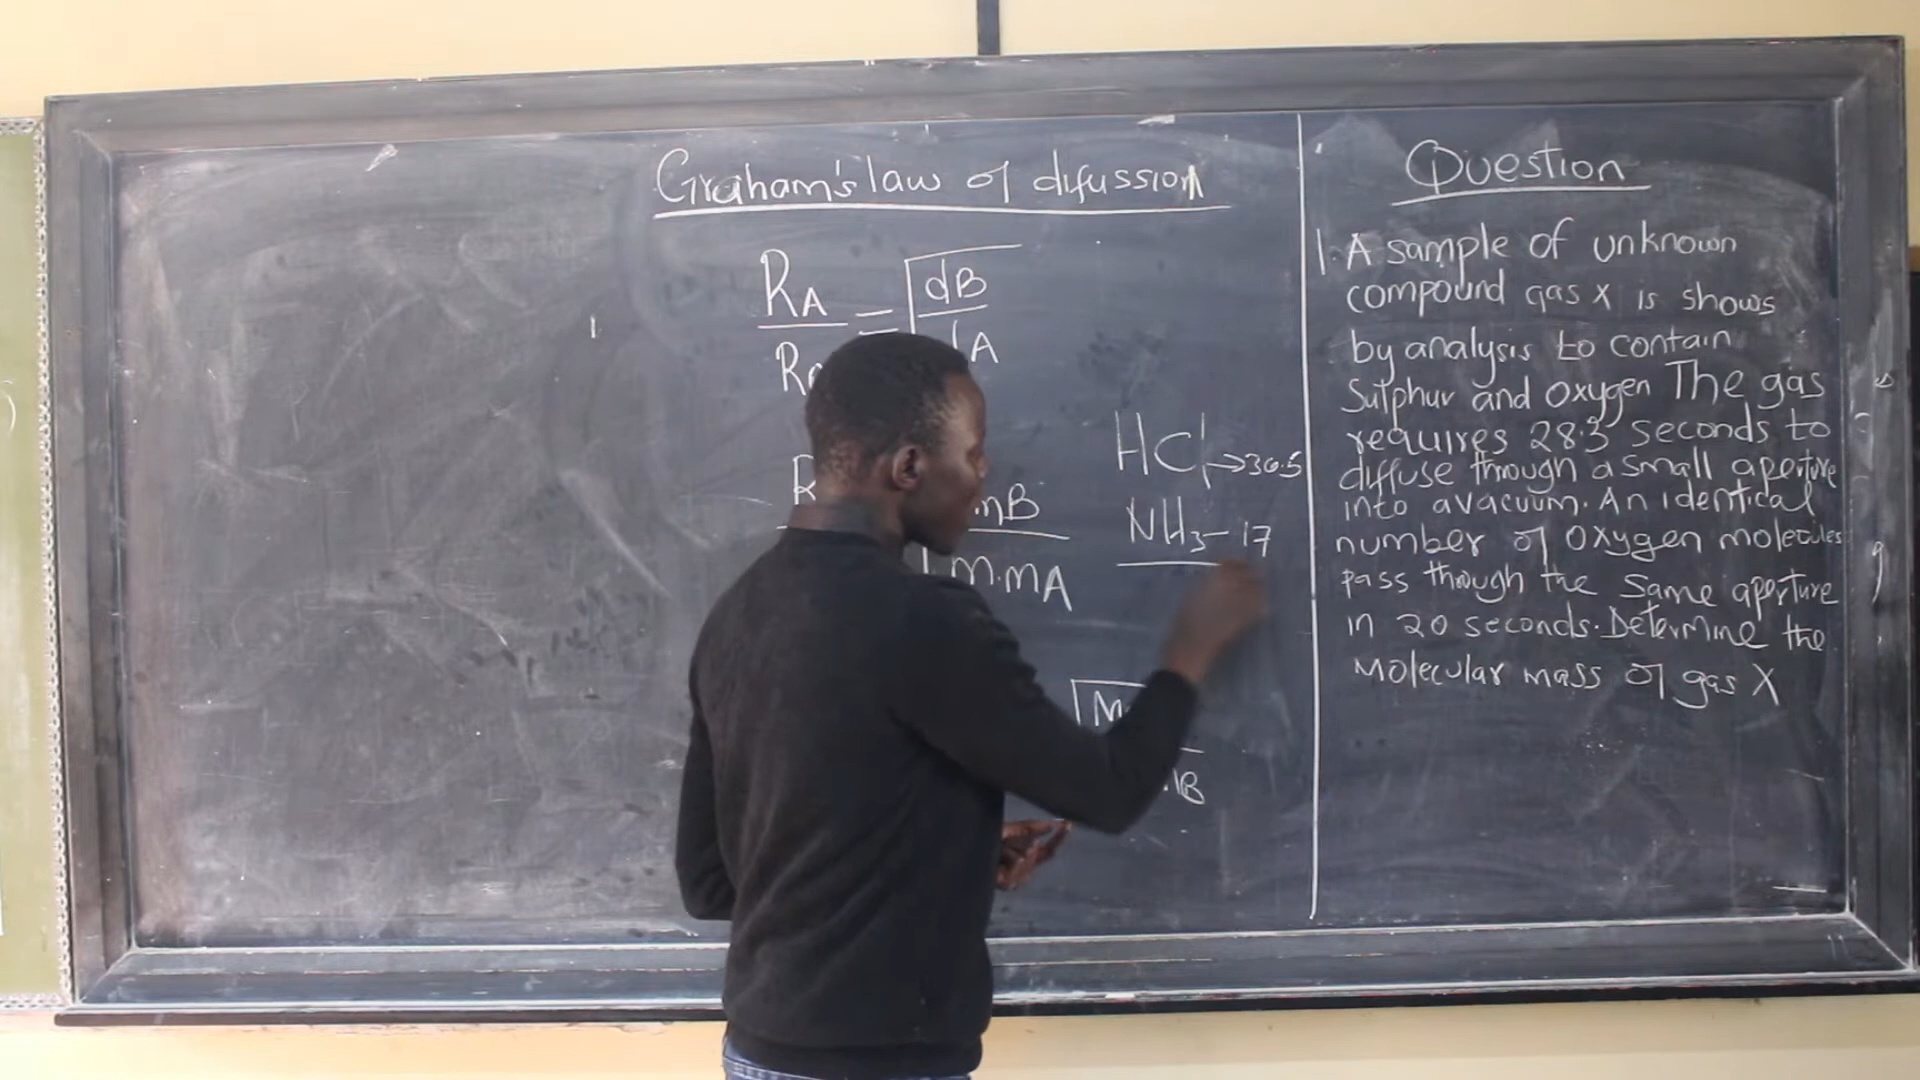 Graham's law of difussion
RA
=
dB
A
R
mB
m.mA
HCl → 36.5
NH3 - 17
M
B
Question
1. A sample of unknown
compound gas X is shows
by analysis to contain
Sulphur and oxygen The gas
requires 28.3 seconds to
diffuse through a small aperture
into a vacuum. An identical
number of oxygen molecules
pass through the same aperture
in 20 seconds. Determine the
molecular mass of gas X